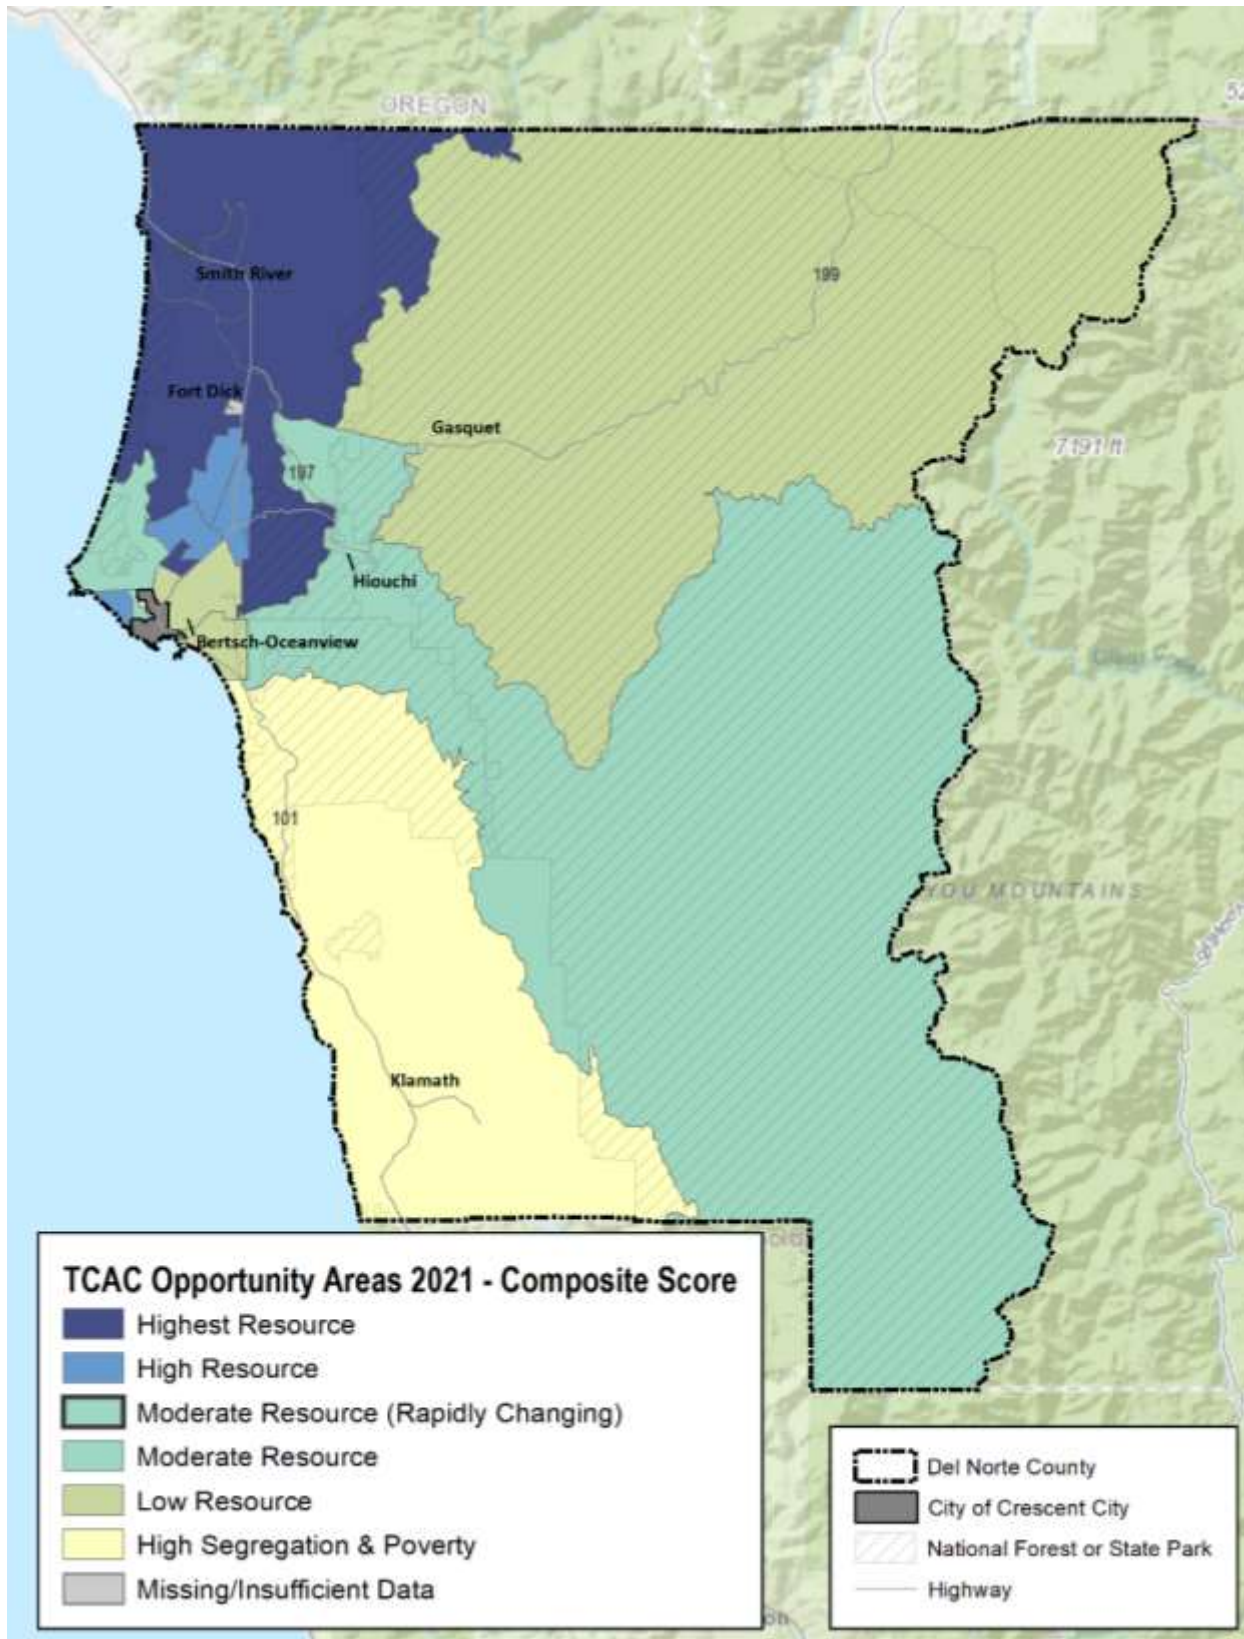 OREGON
Smith River
199
Fort Dick
Gasquet
7191 ft
197
Hiouchi
Bertsch-Oceanview
101
YOU MOUNTAINS
Klamath
TCAC Opportunity Areas 2021 - Composite Score
Highest Resource
High Resource
Moderate Resource (Rapidly Changing)
Moderate Resource
Low Resource
High Segregation & Poverty
Missing/Insufficient Data
Del Norte County
City of Crescent City
National Forest or State Park
Highway